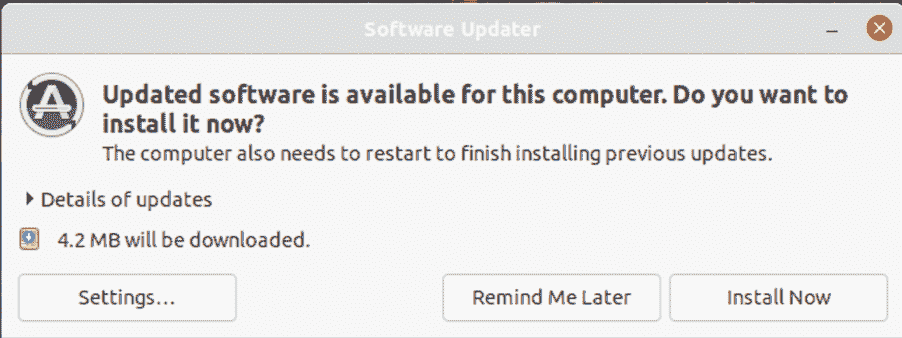 Software Updater
Updated software is available for this computer. Do you want to
install it now?
The computer also needs to restart to finish installing previous updates.
Details of updates
4.2 MB will be downloaded.
Settings...
Remind Me Later
Install Now